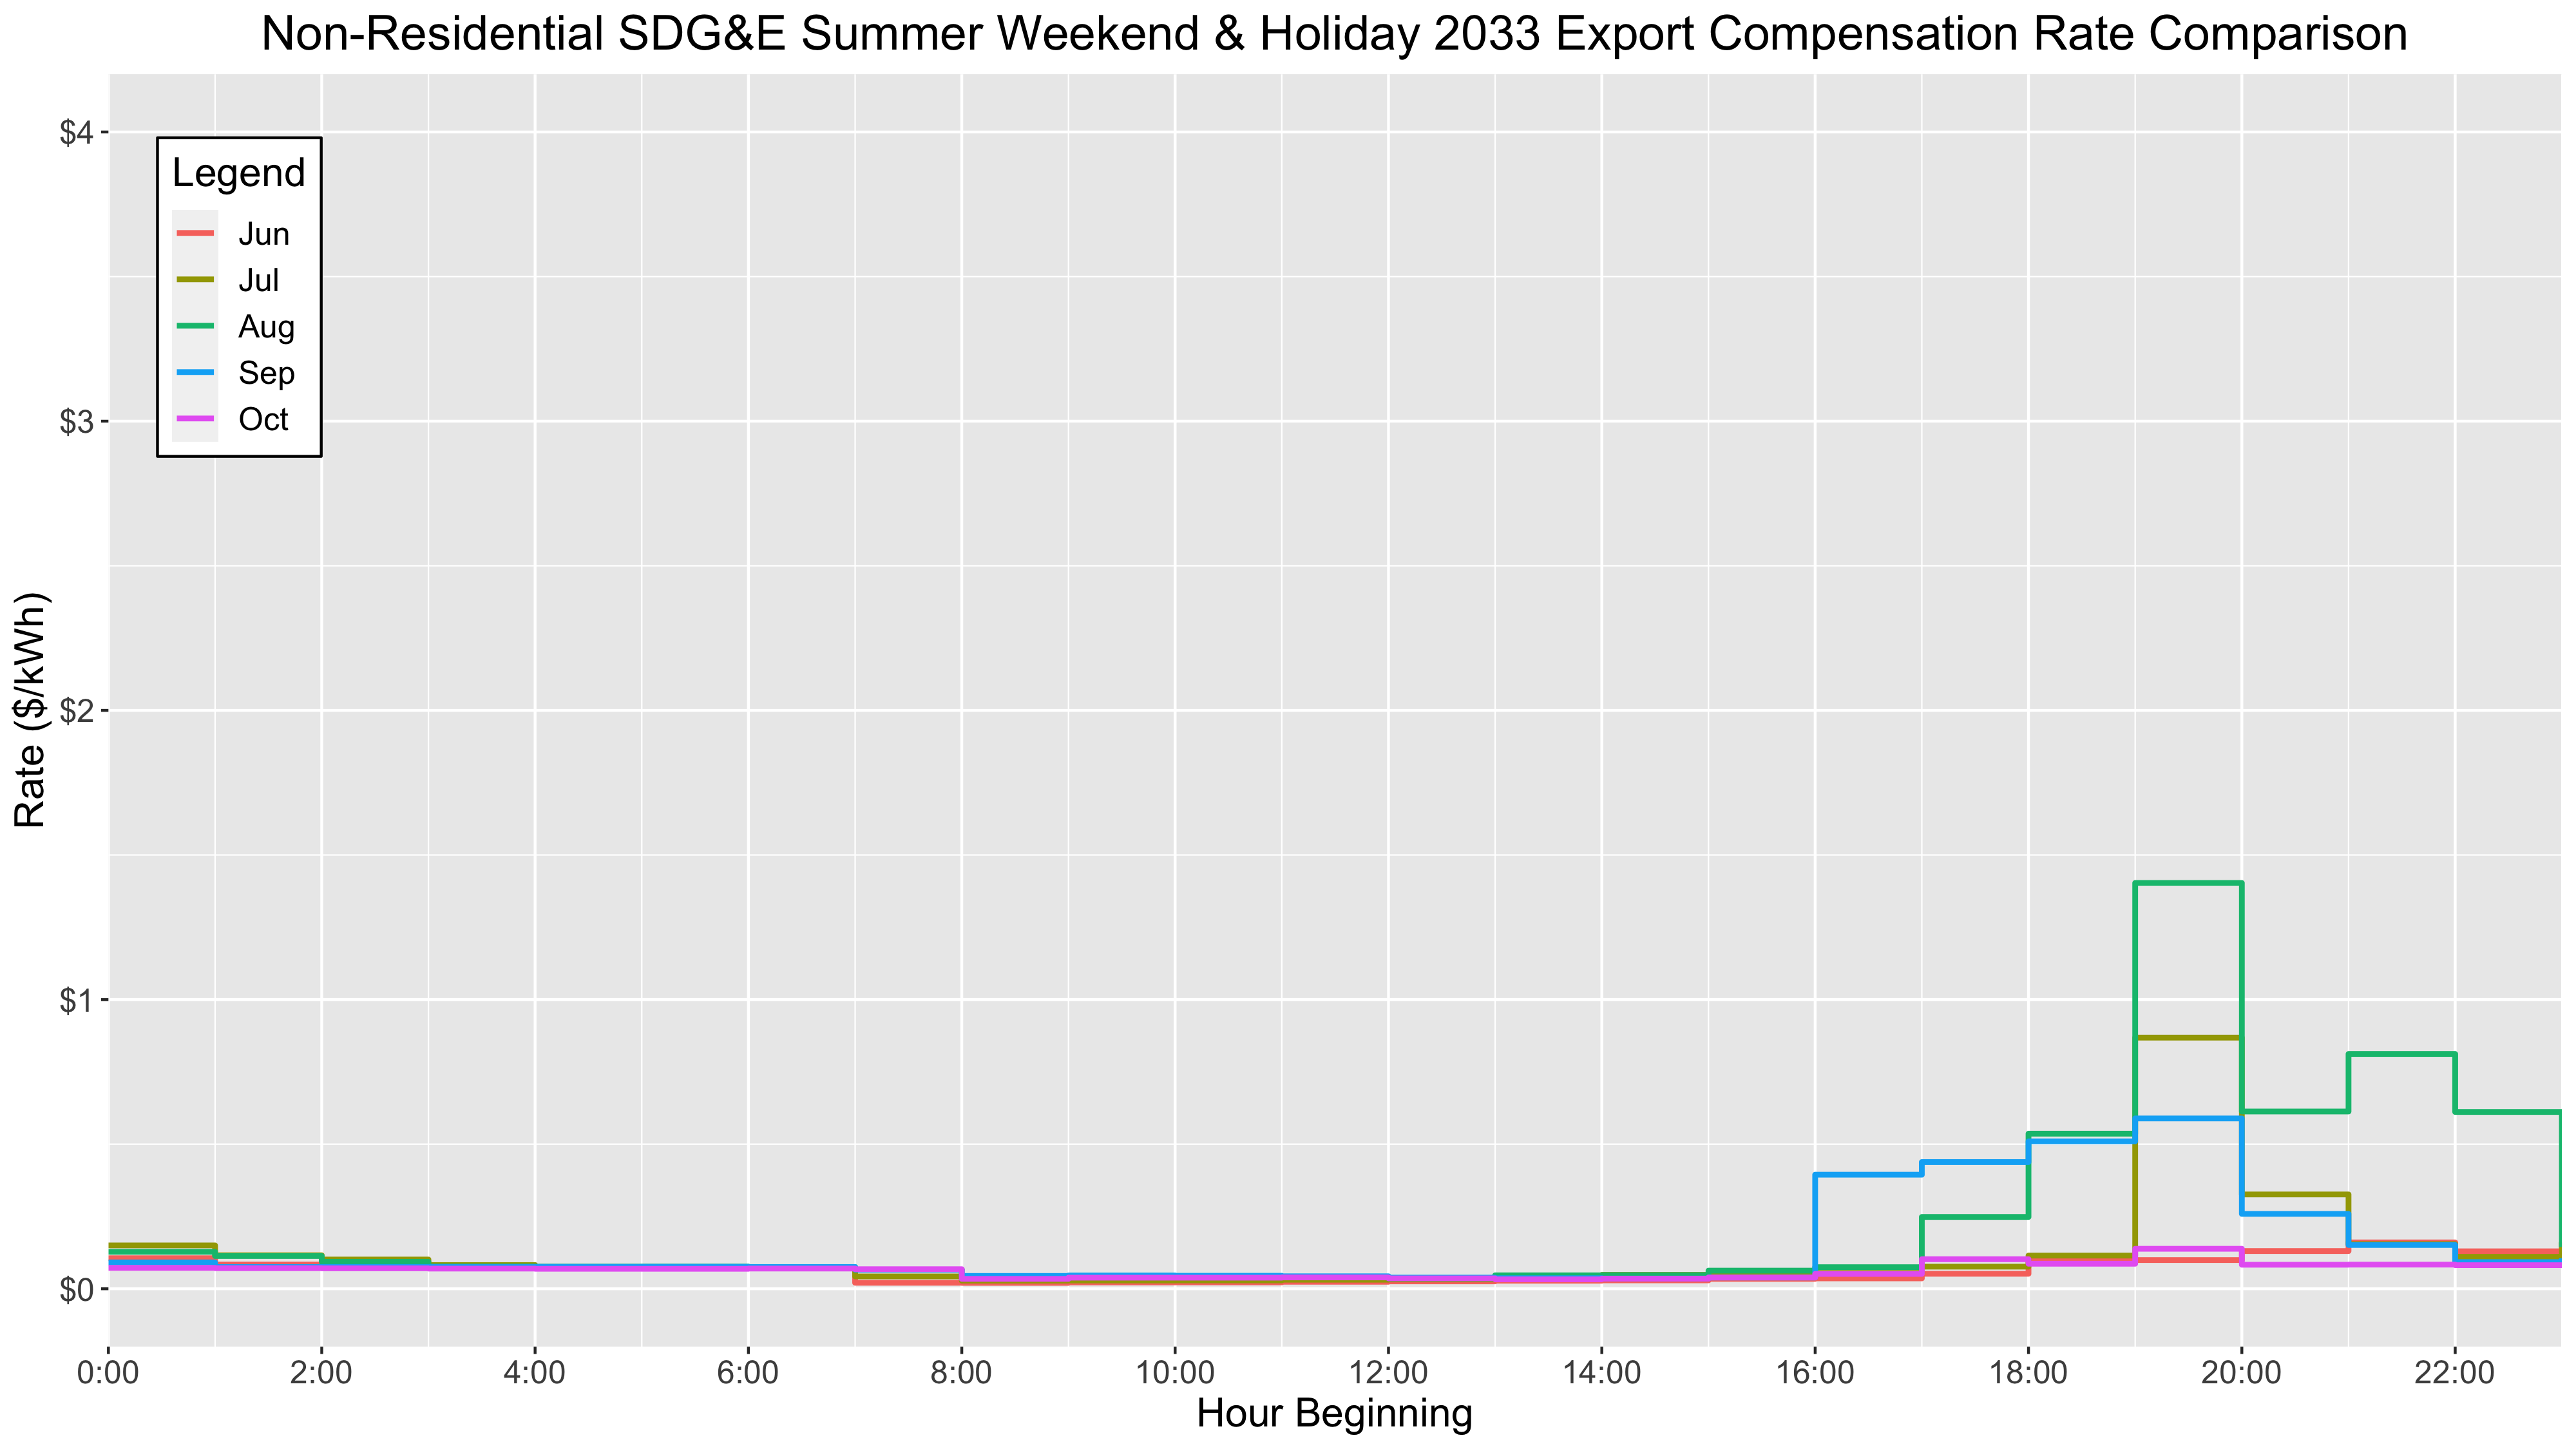 Non-Residential SDG&E Summer Weekend & Holiday 2033 Export Compensation Rate Comparison
Legend
Jun
Jul
Aug
Sep
Oct
Rate ($/kWh)
$4
$3
$2
$1
$0
0:00 2:00 4:00 6:00 8:00 10:00 12:00 14:00 16:00 18:00 20:00 22:00
Hour Beginning